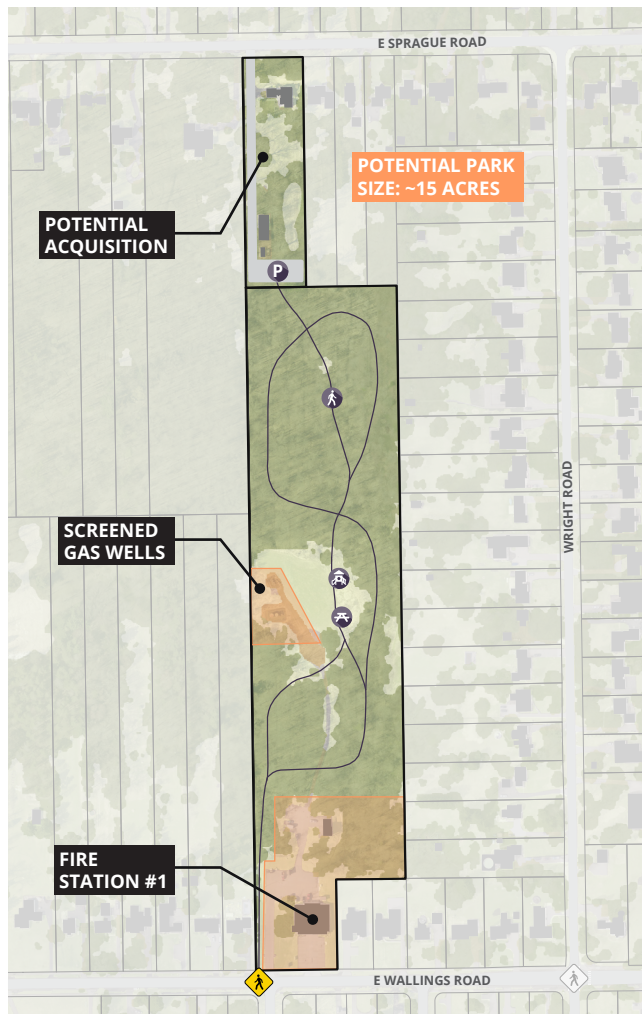 E SPRAGUE ROAD
POTENTIAL PARK
SIZE: ~15 ACRES
POTENTIAL
ACQUISITION
P
WRIGHT ROAD
SCREENED
GAS WELLS
FIRE
STATION #1
E WALLINGS ROAD